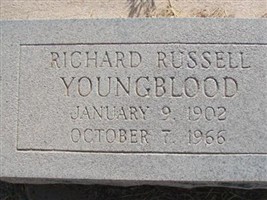 RICHARD RUSSELL
YOUNGBLOOD
JANUARY 9, 1902
OCTOBER 7, 1966